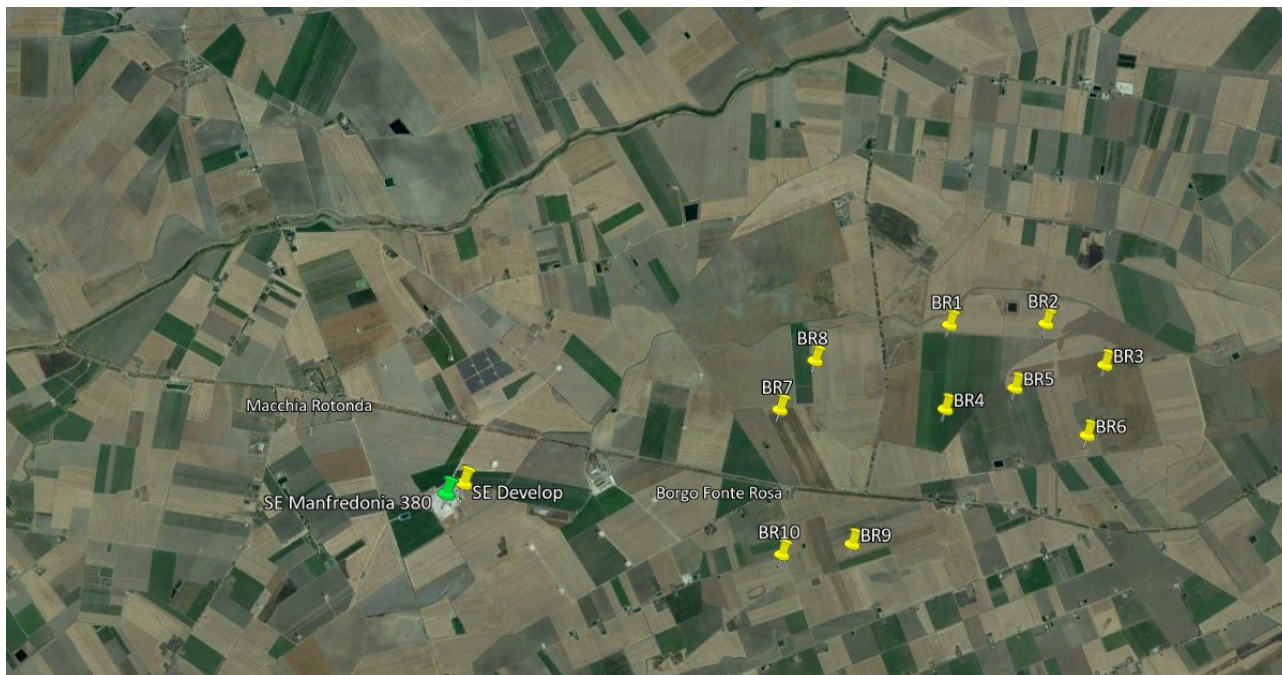 BR1
BR2
BR8
BR3
BR5
BR7
BR4
Macchia Rotonda
BR6
SE Develop
Borgo Fonte Rosa
SE Manfredonia 380
BR10
BR9